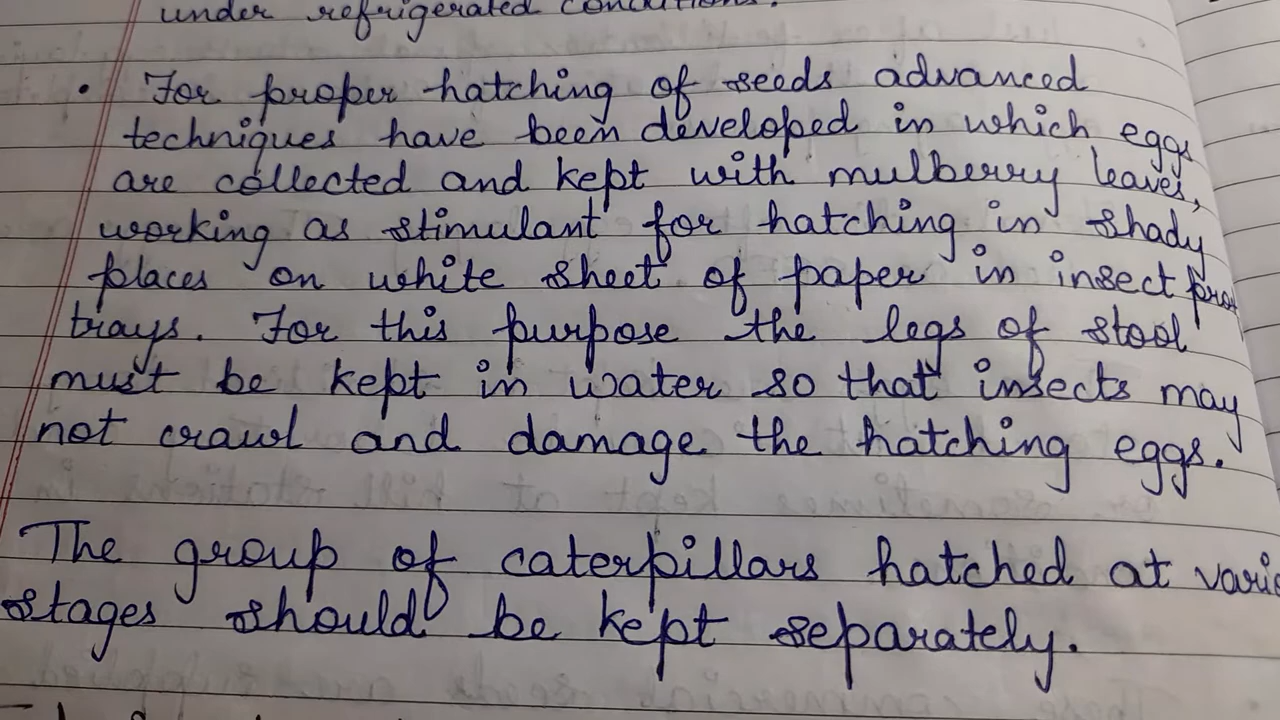 under refrigerated conditions.
• For proper hatching of seeds advanced
techniques have been developed in which eggs
are collected and kept with mulberry leaves,
working as stimulant for hatching in shady
places on white sheet of paper in insect
trays. For this purpose the legs of stool
must be kept in water so that insects may
not crawl and damage the hatching eggs.
The group of caterpillars hatched at
stages should be kept separately.